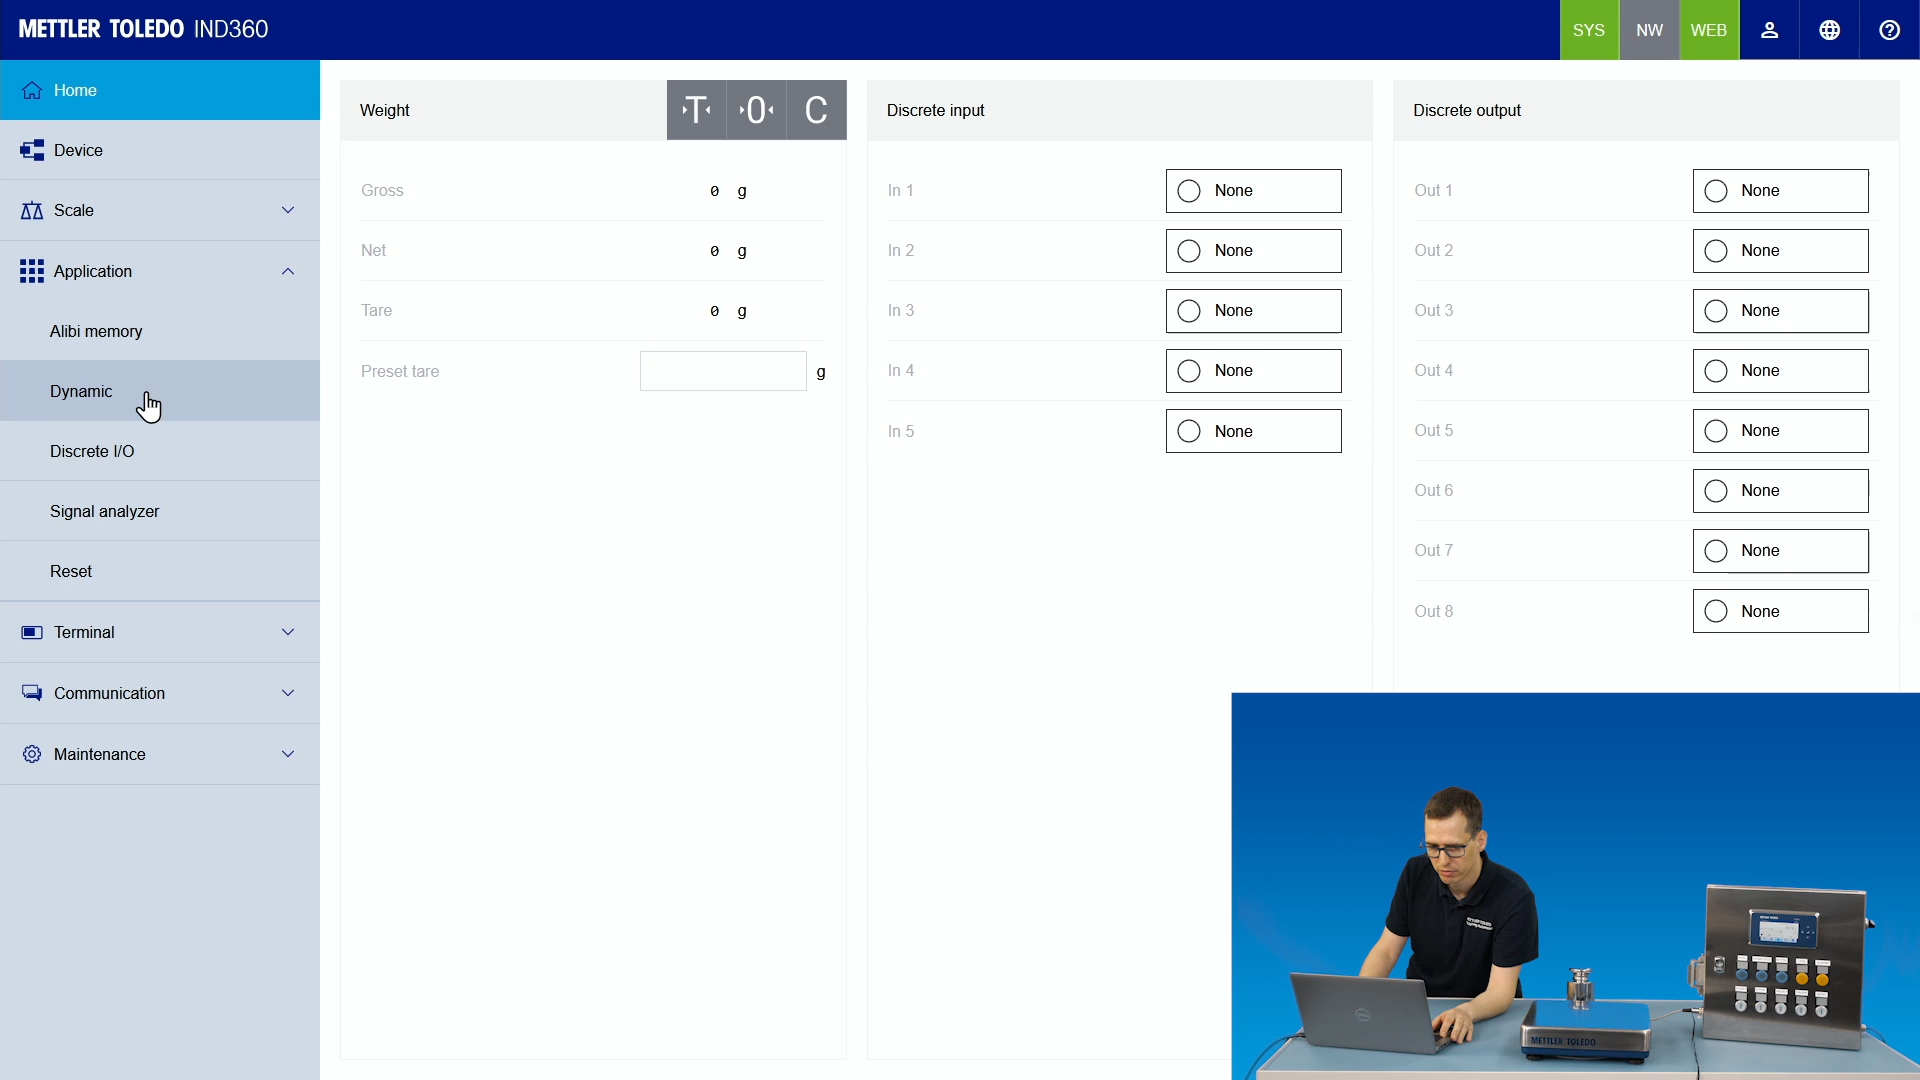 METTLER TOLEDO IND360
SYS
NW
WEB
Home
Device
Scale
Application
Alibi memory
Dynamic
Discrete I/O
Signal analyzer
Reset
Terminal
Communication
Maintenance
Weight
T
0
C
Gross 0 g
Net 0 g
Tare 0 g
Preset tare g
Discrete input
In 1 None
In 2 None
In 3 None
In 4 None
In 5 None
Discrete output
Out 1 None
Out 2 None
Out 3 None
Out 4 None
Out 5 None
Out 6 None
Out 7 None
Out 8 None
METTLER TOLEDO